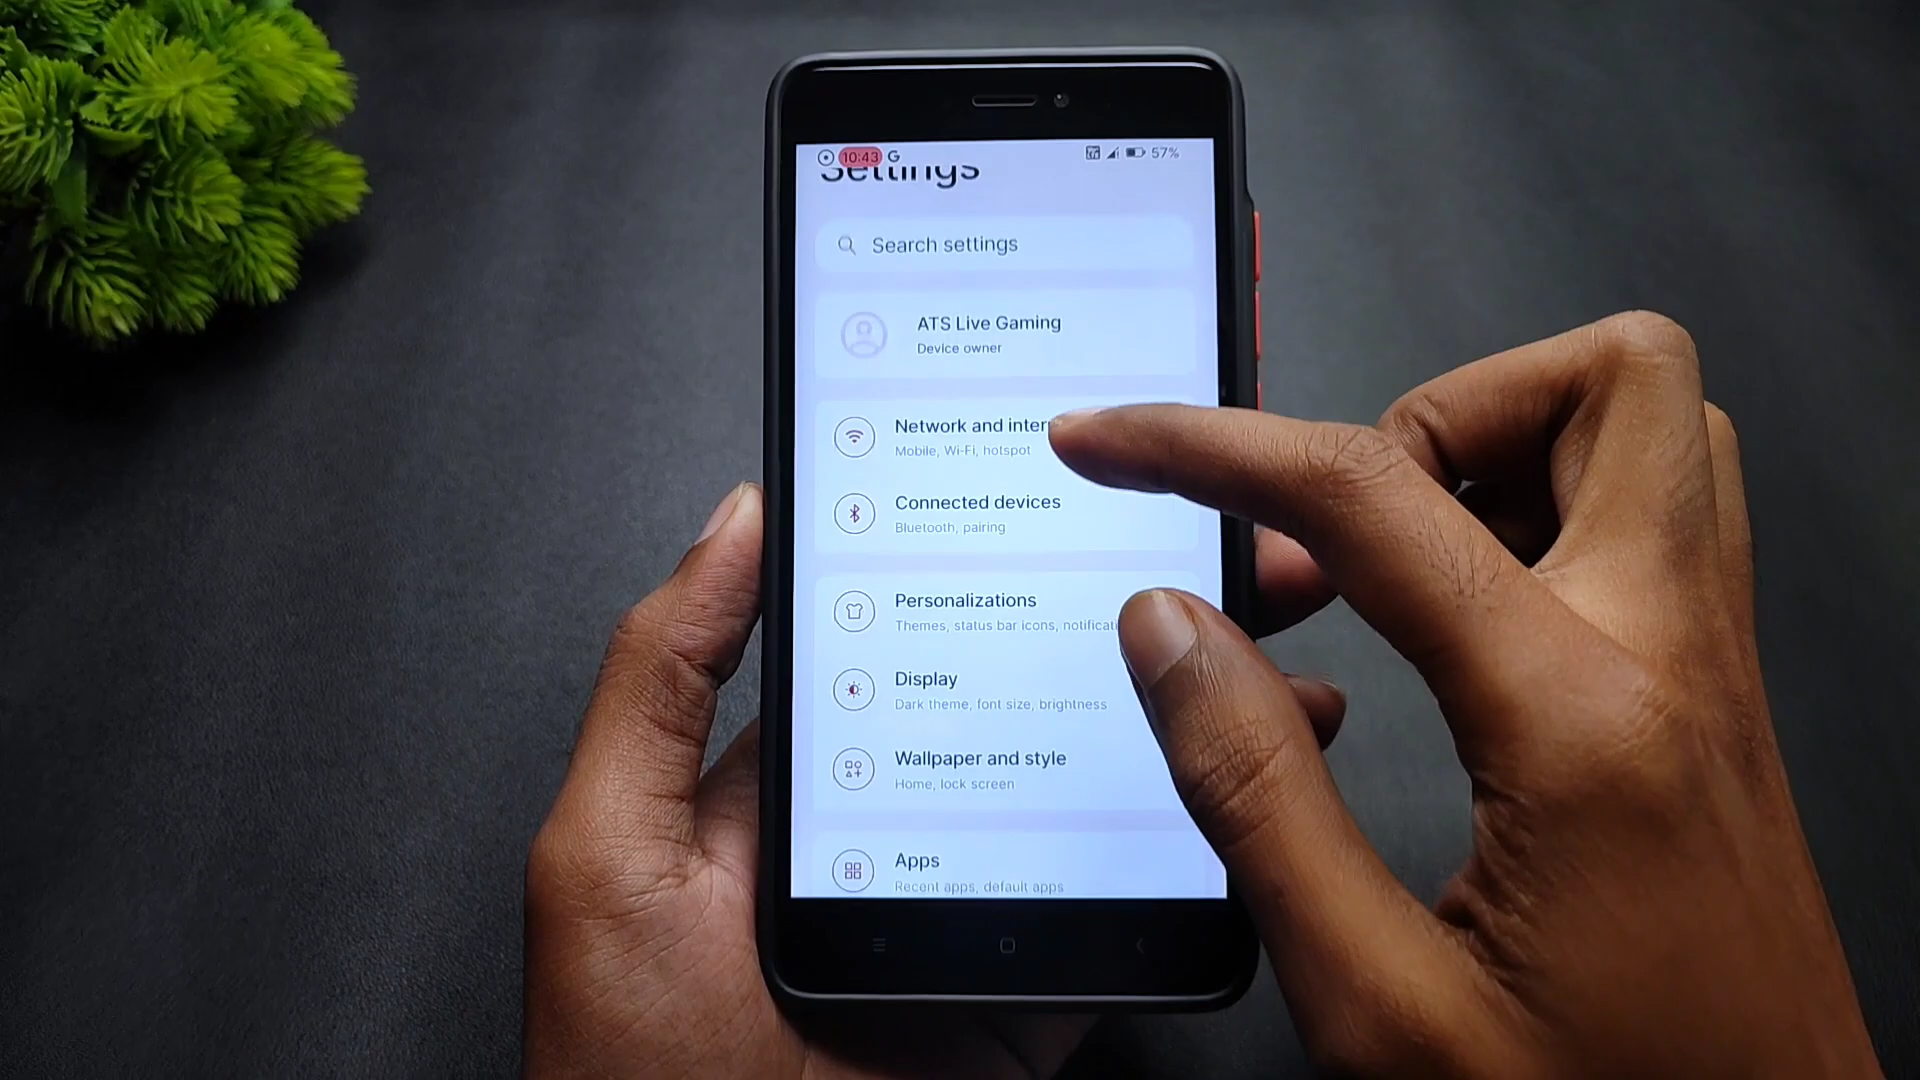 10:43 G 57%
Settings
Search settings
ATS Live Gaming
Device owner
Network and inter
Mobile, Wi-Fi, hotspot
Connected devices
Bluetooth, pairing
Personalizations
Themes, status bar icons, notificati
Display
Dark theme, font size, brightness
Wallpaper and style
Home, lock screen
Apps
Recent apps, default apps